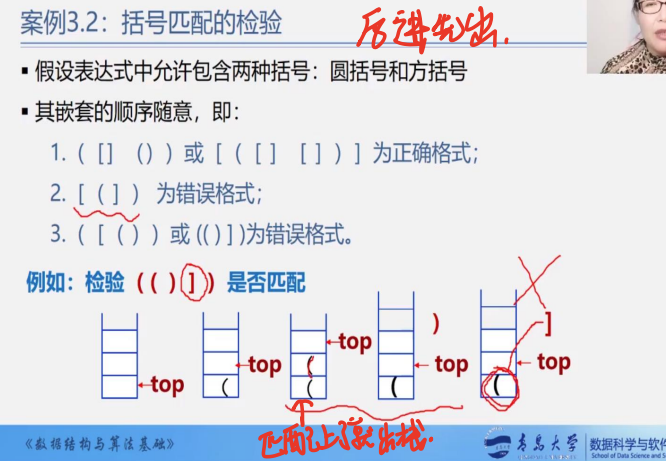 案例3.2：括号匹配的检验
后进先出.
▪ 假设表达式中允许包含两种括号：圆括号和方括号
▪ 其嵌套的顺序随意，即：
1. （ [] （））或 [（ [ ] [ ]）] 为正确格式；
2. [（ ]） 为错误格式；
3. （ [（））或 (( ) ] )为错误格式。
例如：检验（（ ）]）是否匹配
top
( top
( ( top
( ) top
( ] top
匹配上了就出栈.
《数据结构与算法基础》
青岛大学 数据科学与软件
School of Data Science and S